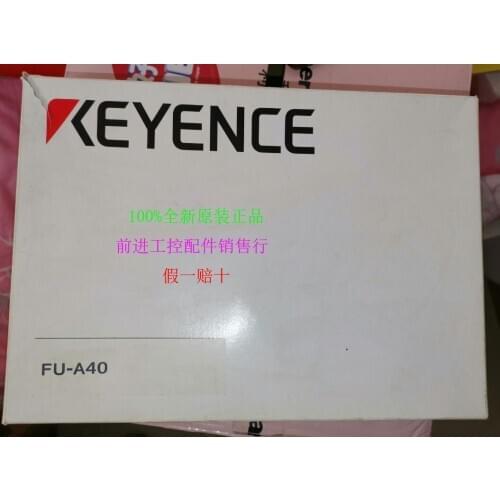 KEYENCE
100%全新原装正品
前进工控配件销售行
假一赔十
FU-A40